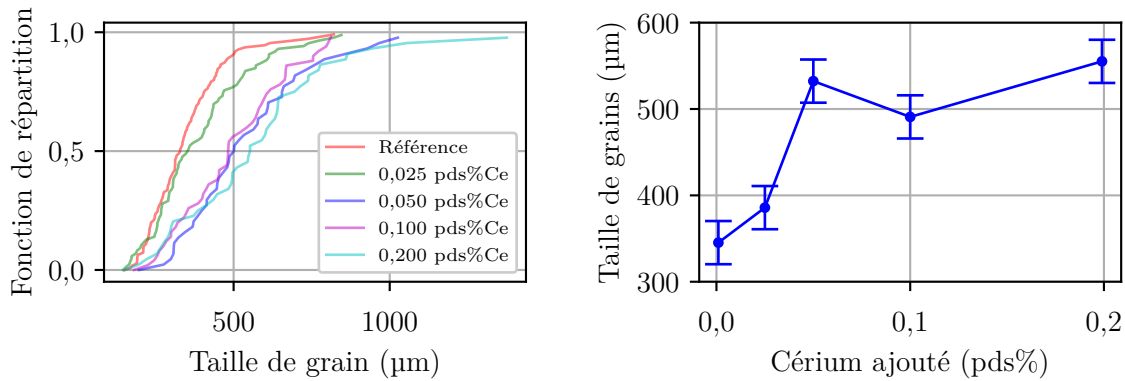 Fonction de répartition
1,0
0,5
0,0
500
1000
Taille de grain (µm)
Référence
0,025 pds%Ce
0,050 pds%Ce
0,100 pds%Ce
0,200 pds%Ce
Taille de grains (µm)
600
500
400
300
0,0
0,1
0,2
Cérium ajouté (pds%)